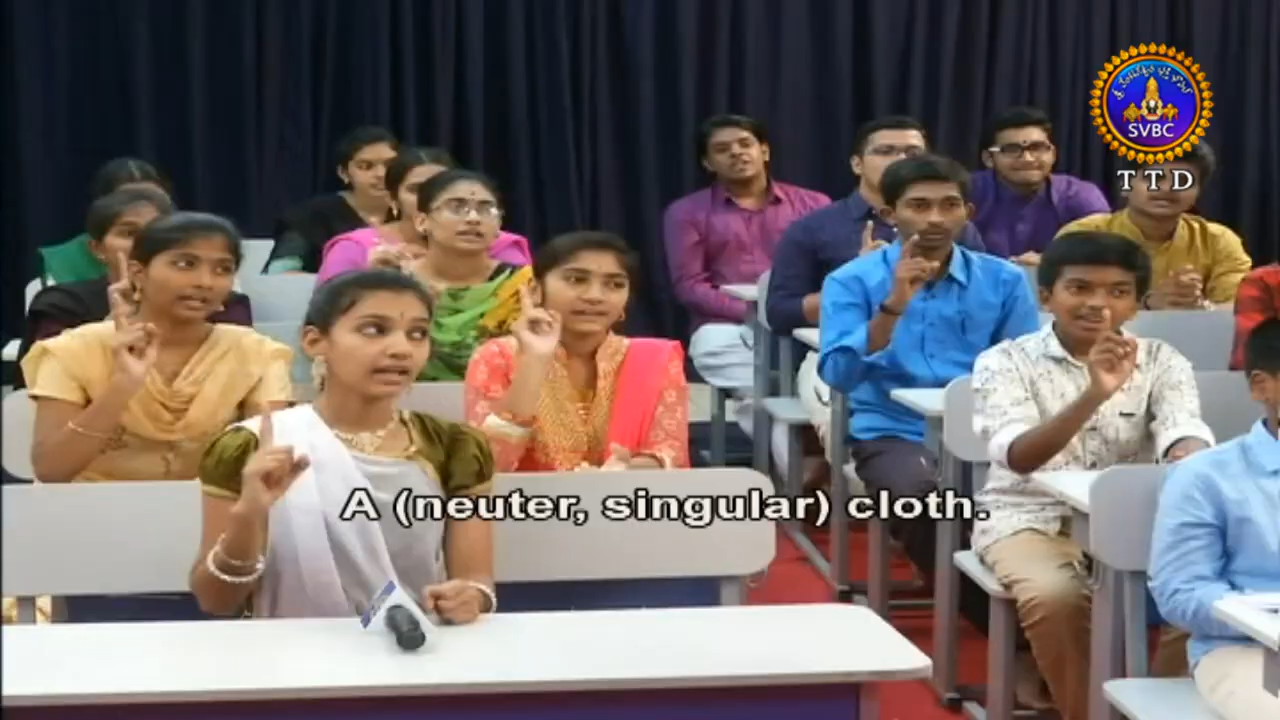 SVBC
TTD
A (neuter, singular) cloth.